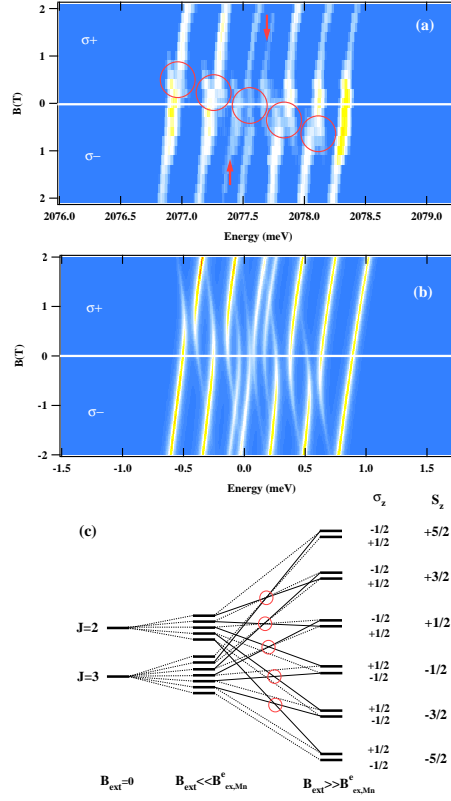 2
(a)
σ+
1
B(T)
0
1
σ−
2
2076.0 2076.5 2077.0 2077.5 2078.0 2078.5 2079.0
Energy (meV)
2
(b)
1
σ+
B(T)
0
-1
σ−
-2
-1.5 -1.0 -0.5 0.0 0.5 1.0 1.5
Energy (meV)
σz Sz
(c)
-1/2 +5/2
+1/2
-1/2 +3/2
+1/2
-1/2 +1/2
+1/2
J=2
+1/2 -1/2
-1/2
J=3
+1/2 -3/2
-1/2
+1/2 -5/2
-1/2
Bext=0 Bext<<Beex,Mn Bext>>Beex,Mn